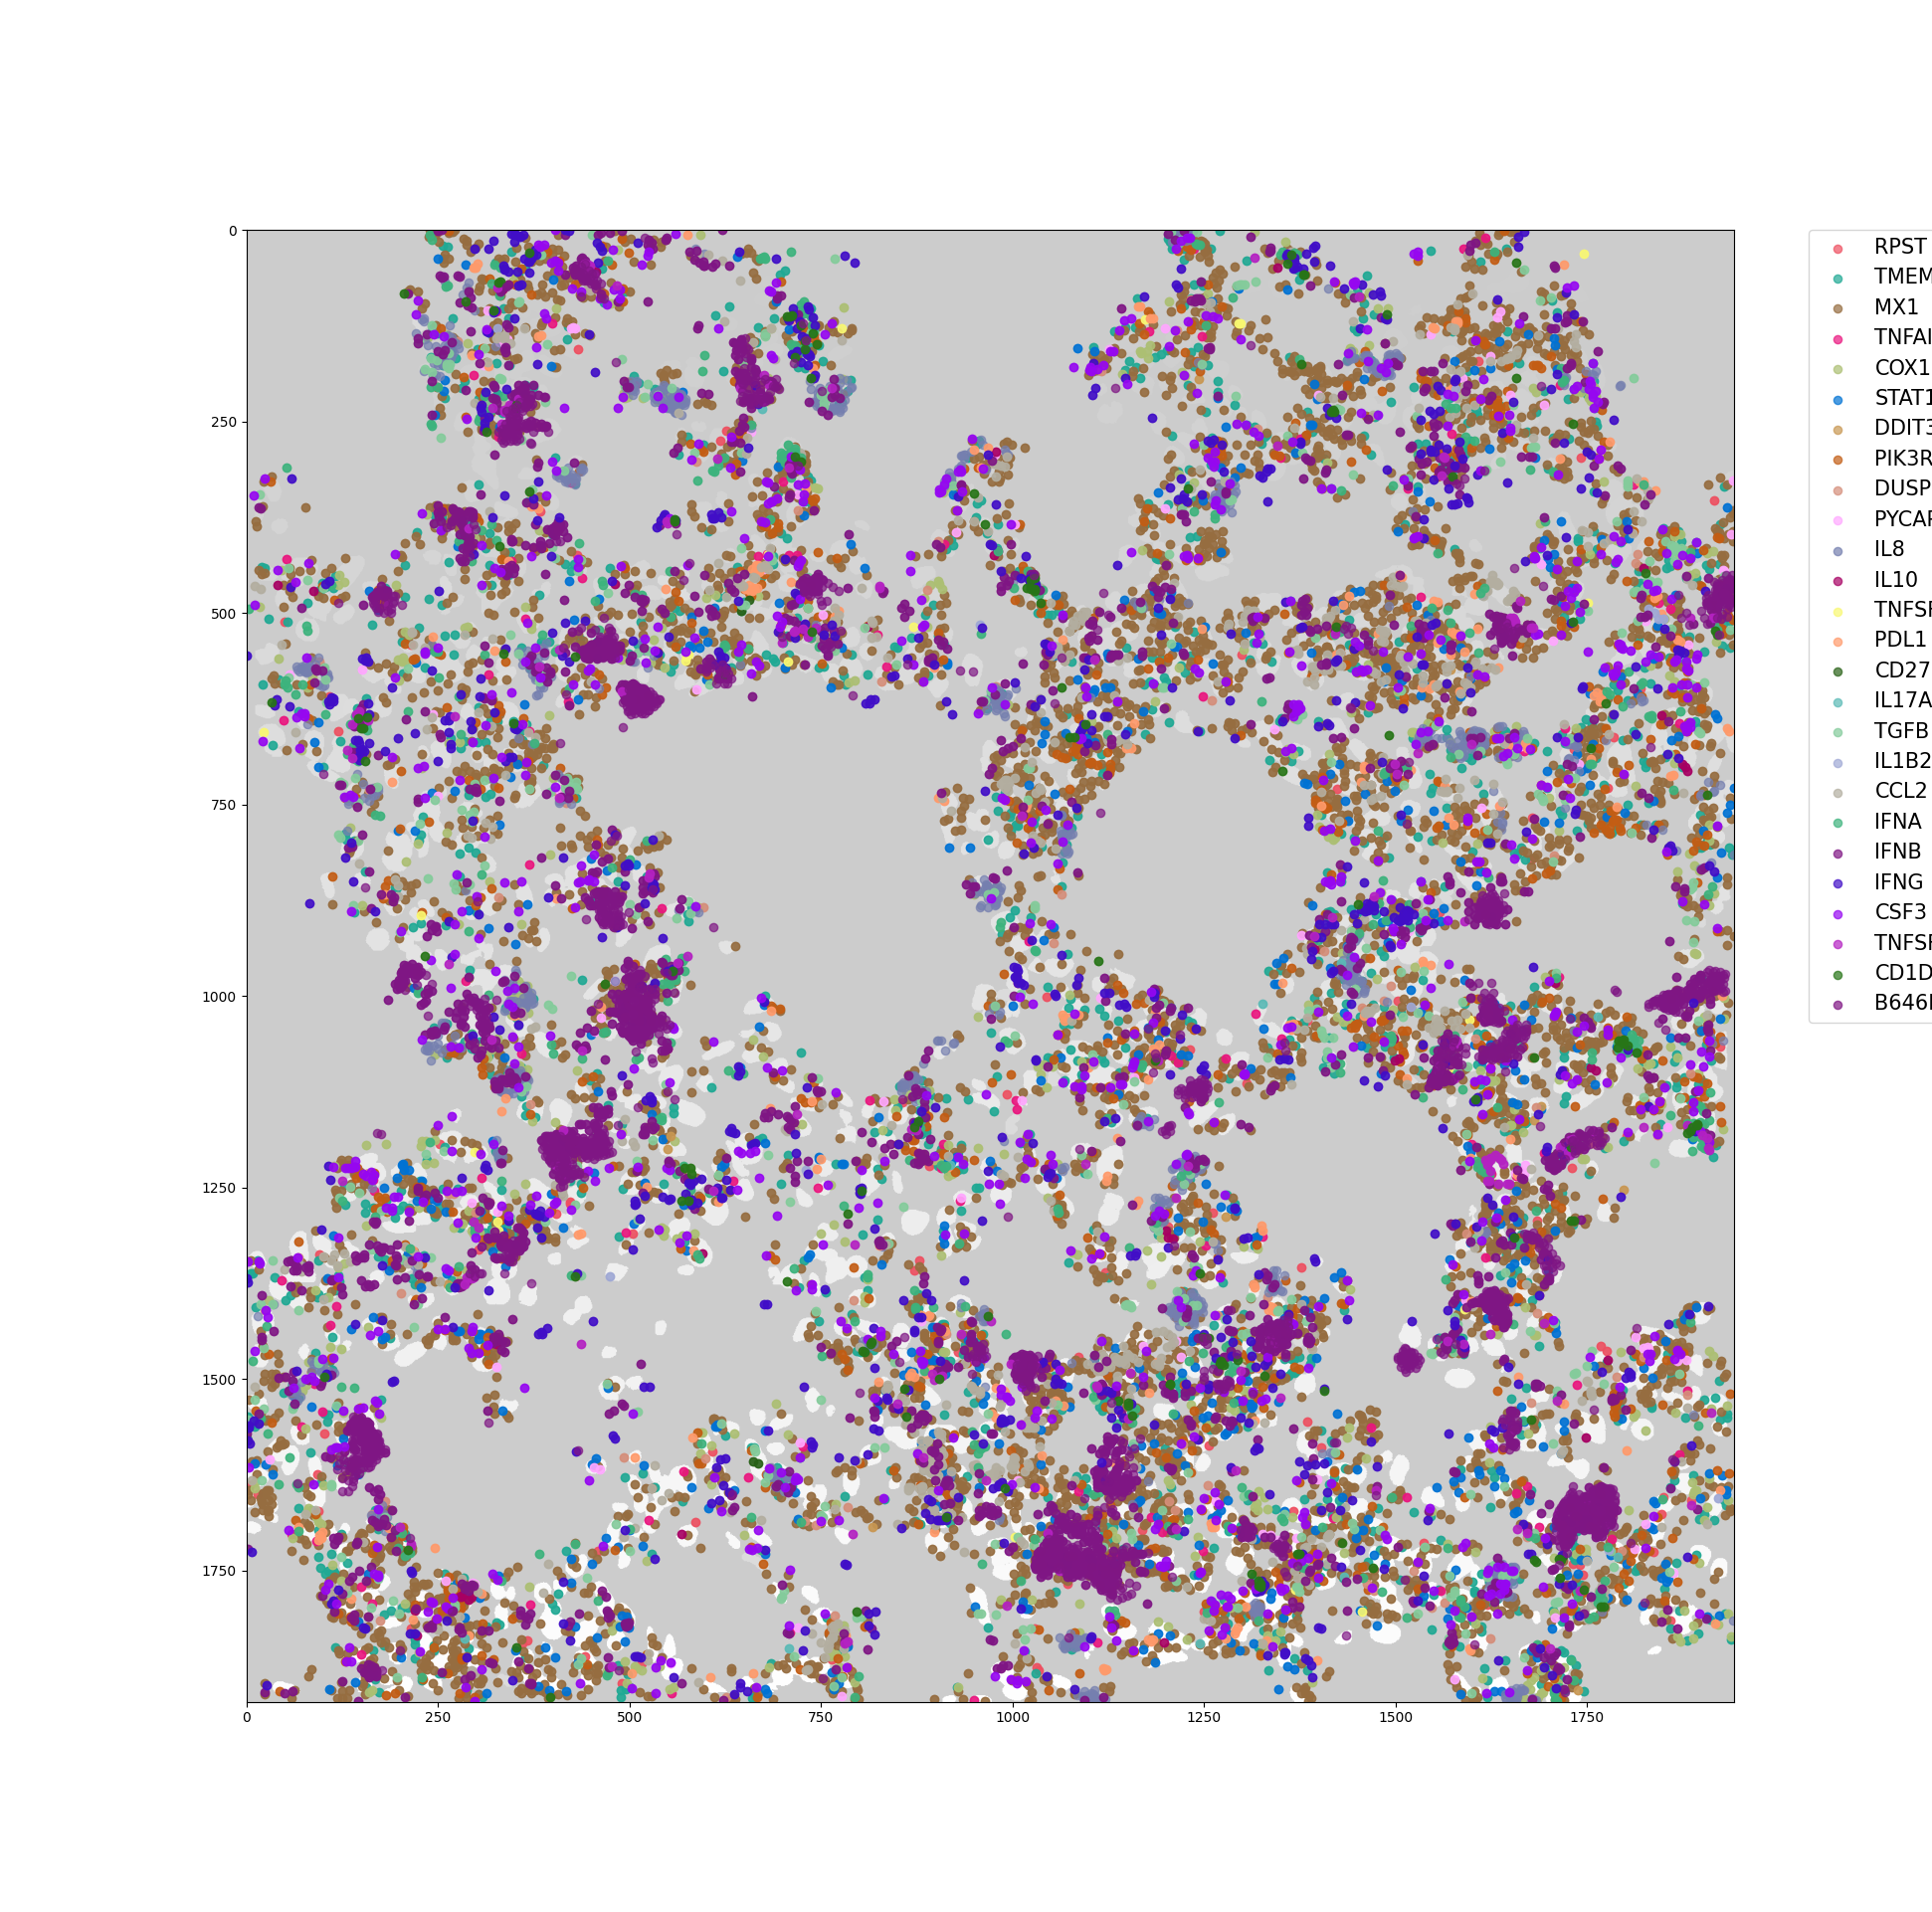 0
250
500
750
1000
1250
1500
1750
0 250 500 750 1000 1250 1500 1750
RPST
TMEM
MX1
TNFAI
COX1
STAT1
DDIT3
PIK3R
DUSP
PYCAR
IL8
IL10
TNFSF
PDL1
CD27
IL17A
TGFB
IL1B2
CCL2
IFNA
IFNB
IFNG
CSF3
TNFSF
CD1D
B646